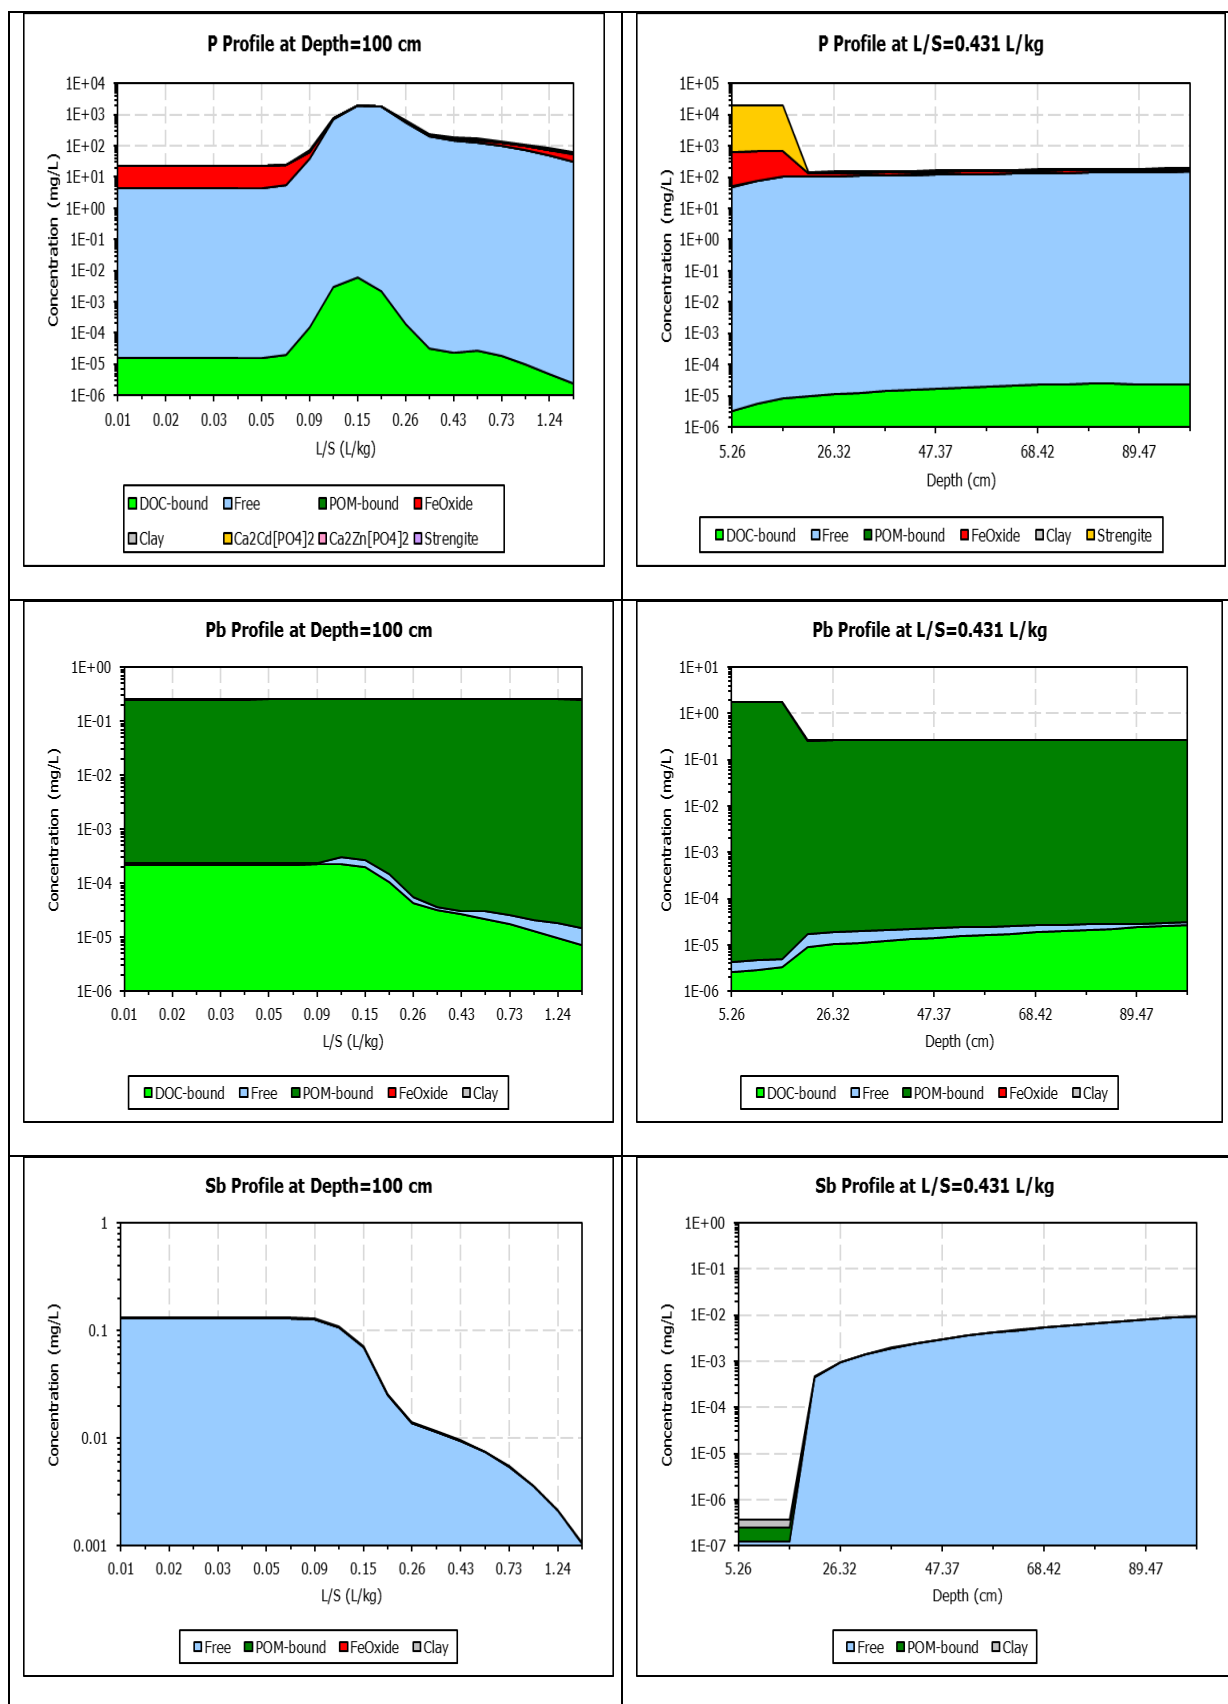 P Profile at Depth=100 cm
1E+04
1E+03
1E+02
1E+01
1E+00
1E-01
1E-02
1E-03
1E-04
1E-05
1E-06
Concentration (mg/L)
0.01 0.02 0.03 0.05 0.09 0.15 0.26 0.43 0.73 1.24
L/S (L/kg)
DOC-bound Free POM-bound FeOxide
Clay Ca2Cd[PO4]2 Ca2Zn[PO4]2 Strengite
P Profile at L/S=0.431 L/kg
1E+05
1E+04
1E+03
1E+02
1E+01
1E+00
1E-01
1E-02
1E-03
1E-04
1E-05
1E-06
Concentration (mg/L)
5.26 26.32 47.37 68.42 89.47
Depth (cm)
DOC-bound Free POM-bound FeOxide Clay Strengite
Pb Profile at Depth=100 cm
1E+00
1E-01
1E-02
1E-03
1E-04
1E-05
1E-06
Concentration (mg/L)
0.01 0.02 0.03 0.05 0.09 0.15 0.26 0.43 0.73 1.24
L/S (L/kg)
DOC-bound Free POM-bound FeOxide Clay
Pb Profile at L/S=0.431 L/kg
1E+01
1E+00
1E-01
1E-02
1E-03
1E-04
1E-05
1E-06
Concentration (mg/L)
5.26 26.32 47.37 68.42 89.47
Depth (cm)
DOC-bound Free POM-bound FeOxide Clay
Sb Profile at Depth=100 cm
1
0.1
0.01
0.001
Concentration (mg/L)
0.01 0.02 0.03 0.05 0.09 0.15 0.26 0.43 0.73 1.24
L/S (L/kg)
Free POM-bound FeOxide Clay
Sb Profile at L/S=0.431 L/kg
1E+00
1E-01
1E-02
1E-03
1E-04
1E-05
1E-06
1E-07
Concentration (mg/L)
5.26 26.32 47.37 68.42 89.47
Depth (cm)
Free POM-bound Clay